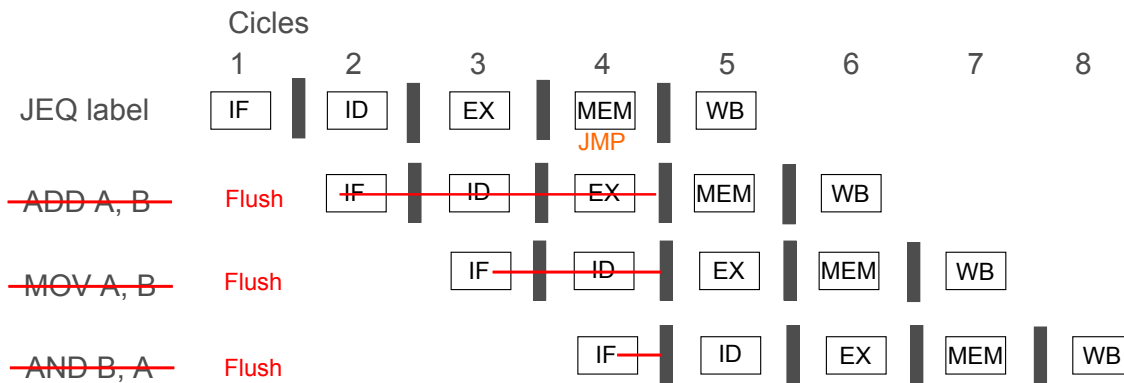 Cicles
1 2 3 4 5 6 7 8
JEQ label IF ID EX MEM WB
JMP
ADD A, B Flush IF ID EX MEM WB
MOV A, B Flush IF ID EX MEM WB
AND B, A Flush IF ID EX MEM WB